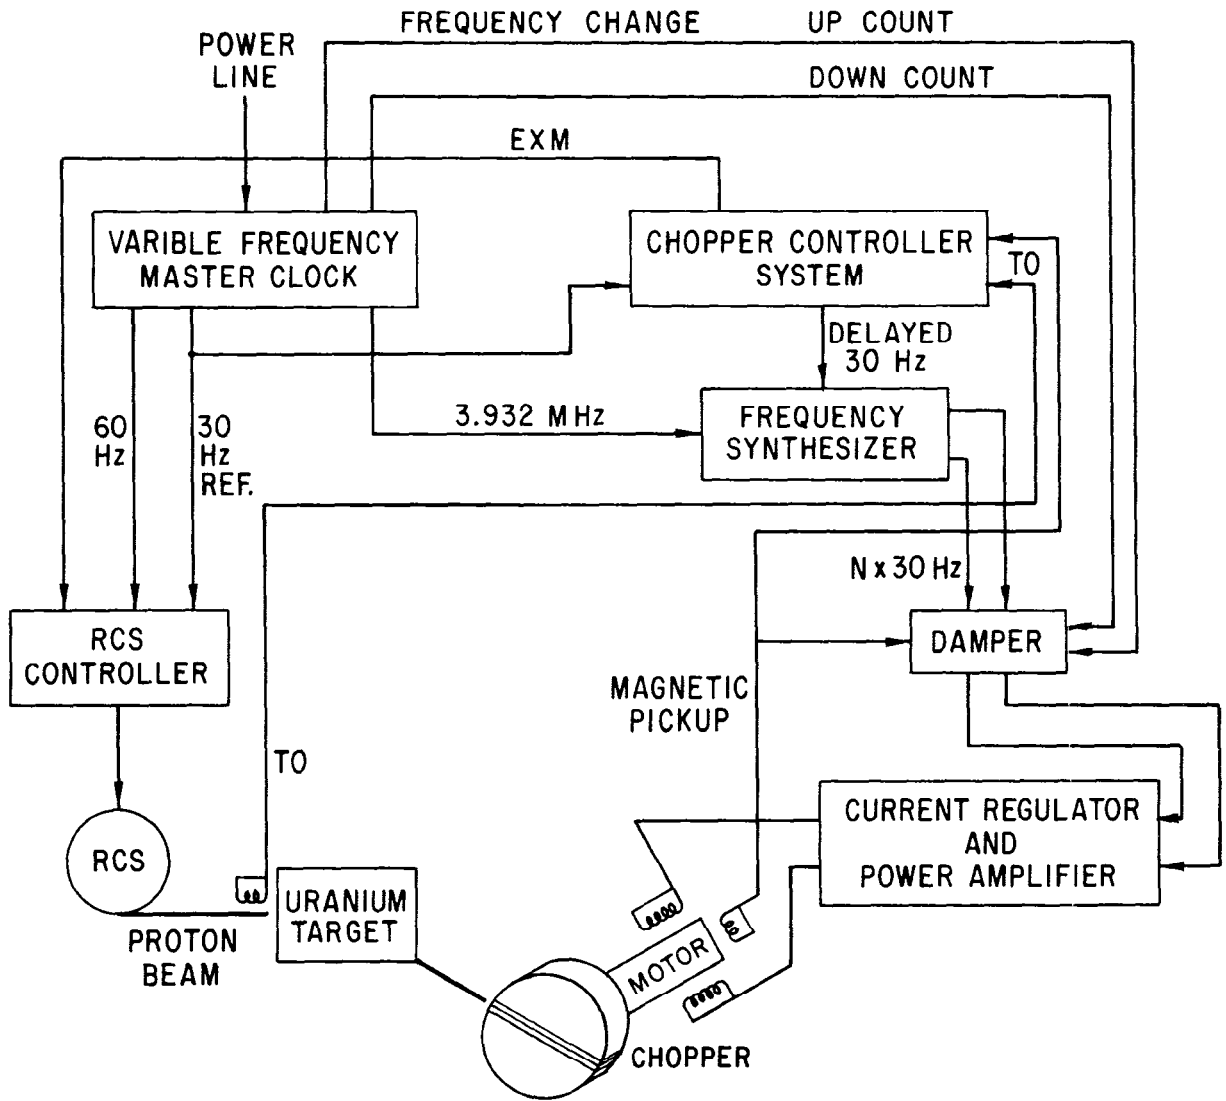 FREQUENCY CHANGE UP COUNT
POWER
LINE
DOWN COUNT
EXM
VARIBLE FREQUENCY
MASTER CLOCK
CHOPPER CONTROLLER
SYSTEM
TO
DELAYED
30 Hz
60
Hz
30
Hz
REF.
3.932 MHz
FREQUENCY
SYNTHESIZER
N x 30 Hz
RCS
CONTROLLER
DAMPER
MAGNETIC
PICKUP
TO
CURRENT REGULATOR
AND
POWER AMPLIFIER
RCS
URANIUM
TARGET
PROTON
BEAM
MOTOR
CHOPPER